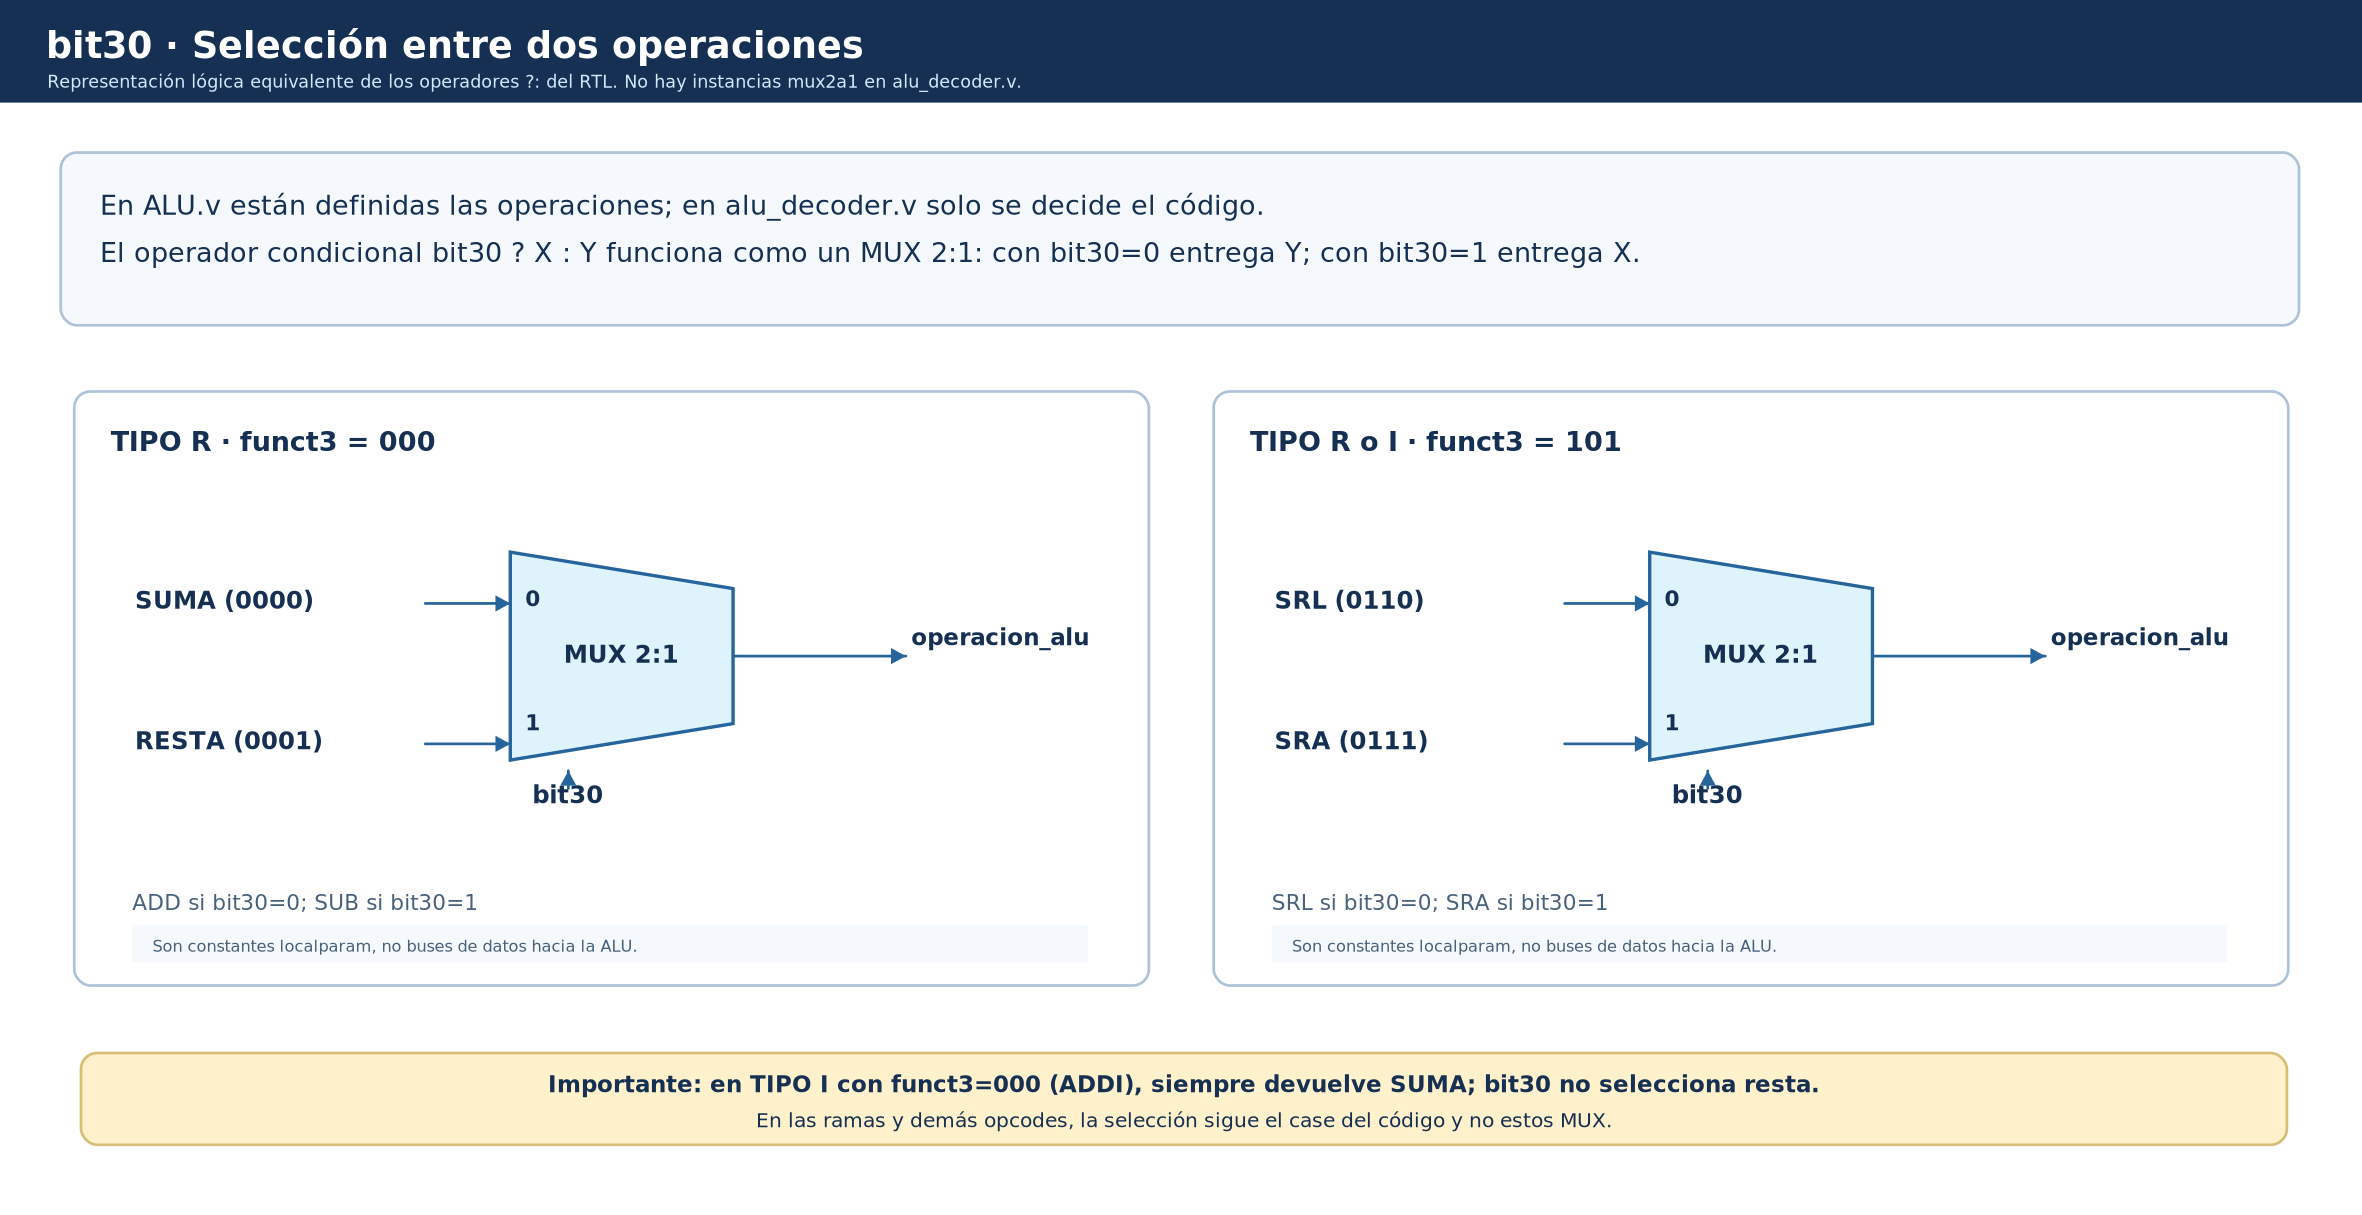 bit30 · Selección entre dos operaciones
Representación lógica equivalente de los operadores ?: del RTL. No hay instancias mux2a1 en alu_decoder.v.
En ALU.v están definidas las operaciones; en alu_decoder.v solo se decide el código.
El operador condicional bit30 ? X : Y funciona como un MUX 2:1: con bit30=0 entrega Y; con bit30=1 entrega X.
TIPO R · funct3 = 000
SUMA (0000)
0
operacion_alu
MUX 2:1
1
RESTA (0001)
bit30
ADD si bit30=0; SUB si bit30=1
Son constantes localparam, no buses de datos hacia la ALU.
TIPO R o I · funct3 = 101
SRL (0110)
0
operacion_alu
MUX 2:1
1
SRA (0111)
bit30
SRL si bit30=0; SRA si bit30=1
Son constantes localparam, no buses de datos hacia la ALU.
Importante: en TIPO I con funct3=000 (ADDI), siempre devuelve SUMA; bit30 no selecciona resta.
En las ramas y demás opcodes, la selección sigue el case del código y no estos MUX.